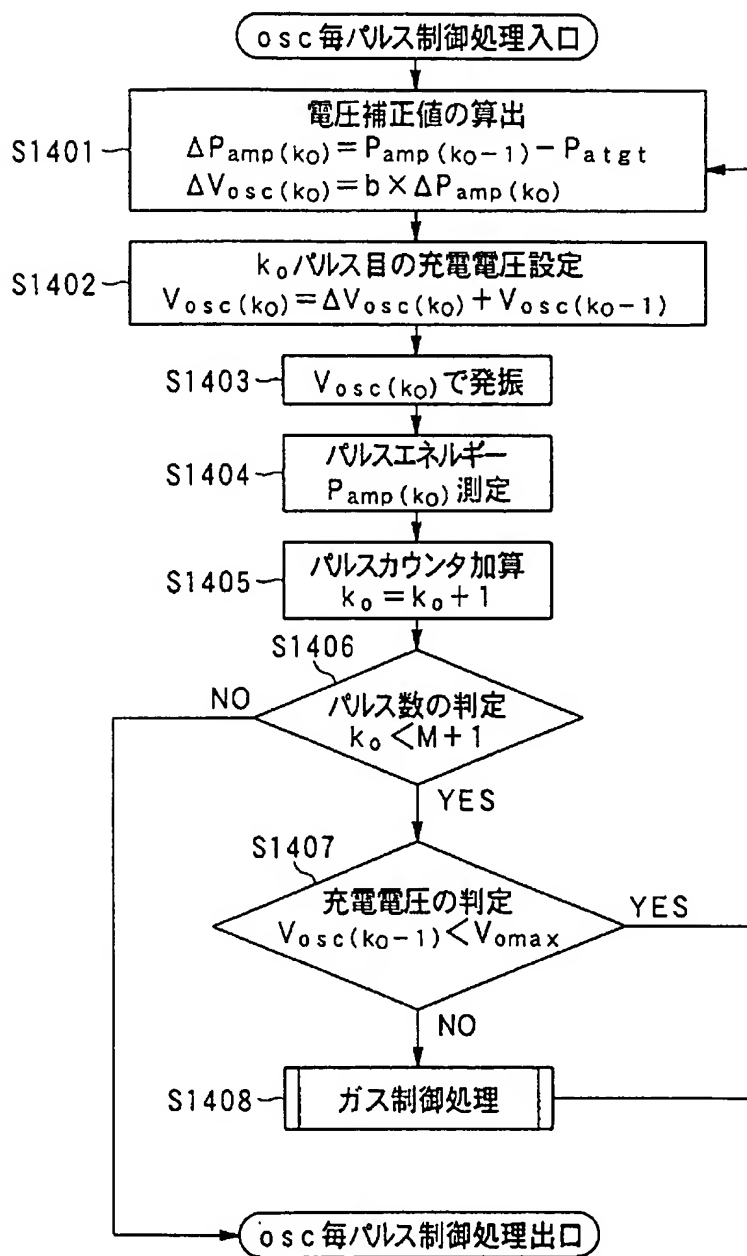 osc毎パルス制御処理入口
S1401
電圧補正値の算出
ΔPamp(ko)=Pamp(ko-1)-Patgt
ΔVosc(ko)=b×ΔPamp(ko)
S1402
koパルス目の充電電圧設定
Vosc(ko)=ΔVosc(ko)+Vosc(ko-1)
S1403
Vosc(ko)で発振
S1404
パルスエネルギー
Pamp(ko)測定
S1405
パルスカウンタ加算
ko=ko+1
S1406
NO
パルス数の判定
ko<M+1
YES
S1407
充電電圧の判定
Vosc(ko-1)<Vomax
YES
NO
S1408
ガス制御処理
osc毎パルス制御処理出口